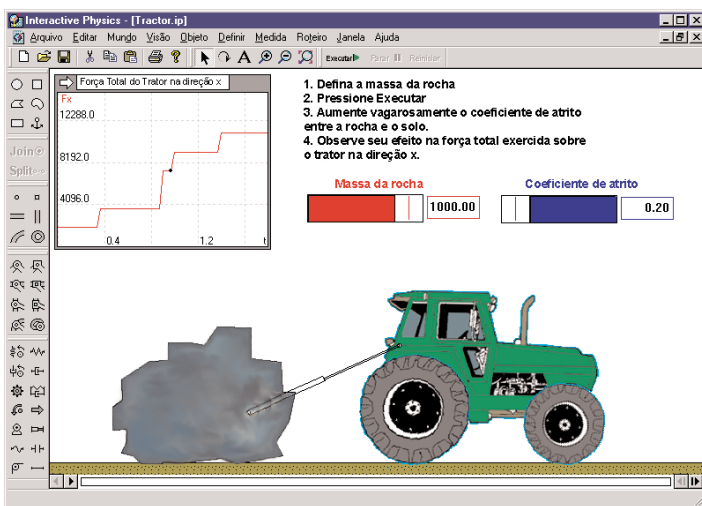 Interactive Physics - [Tractor.ip]
Arquivo Editar Mundo Visão Objeto Definir Medida Roteiro Janela Ajuda
A Executar Parar Reiniciar
Join
Split
Força Total do Trator na direção x
Fx
12288.0
8192.0
4096.0
0.4 1.2 t
1. Defina a massa da rocha
2. Pressione Executar
3. Aumente vagarosamente o coeficiente de atrito
entre a rocha e o solo.
4. Observe seu efeito na força total exercida sobre
o trator na direção x.
Massa da rocha
1000.00
Coeficiente de atrito
0.20